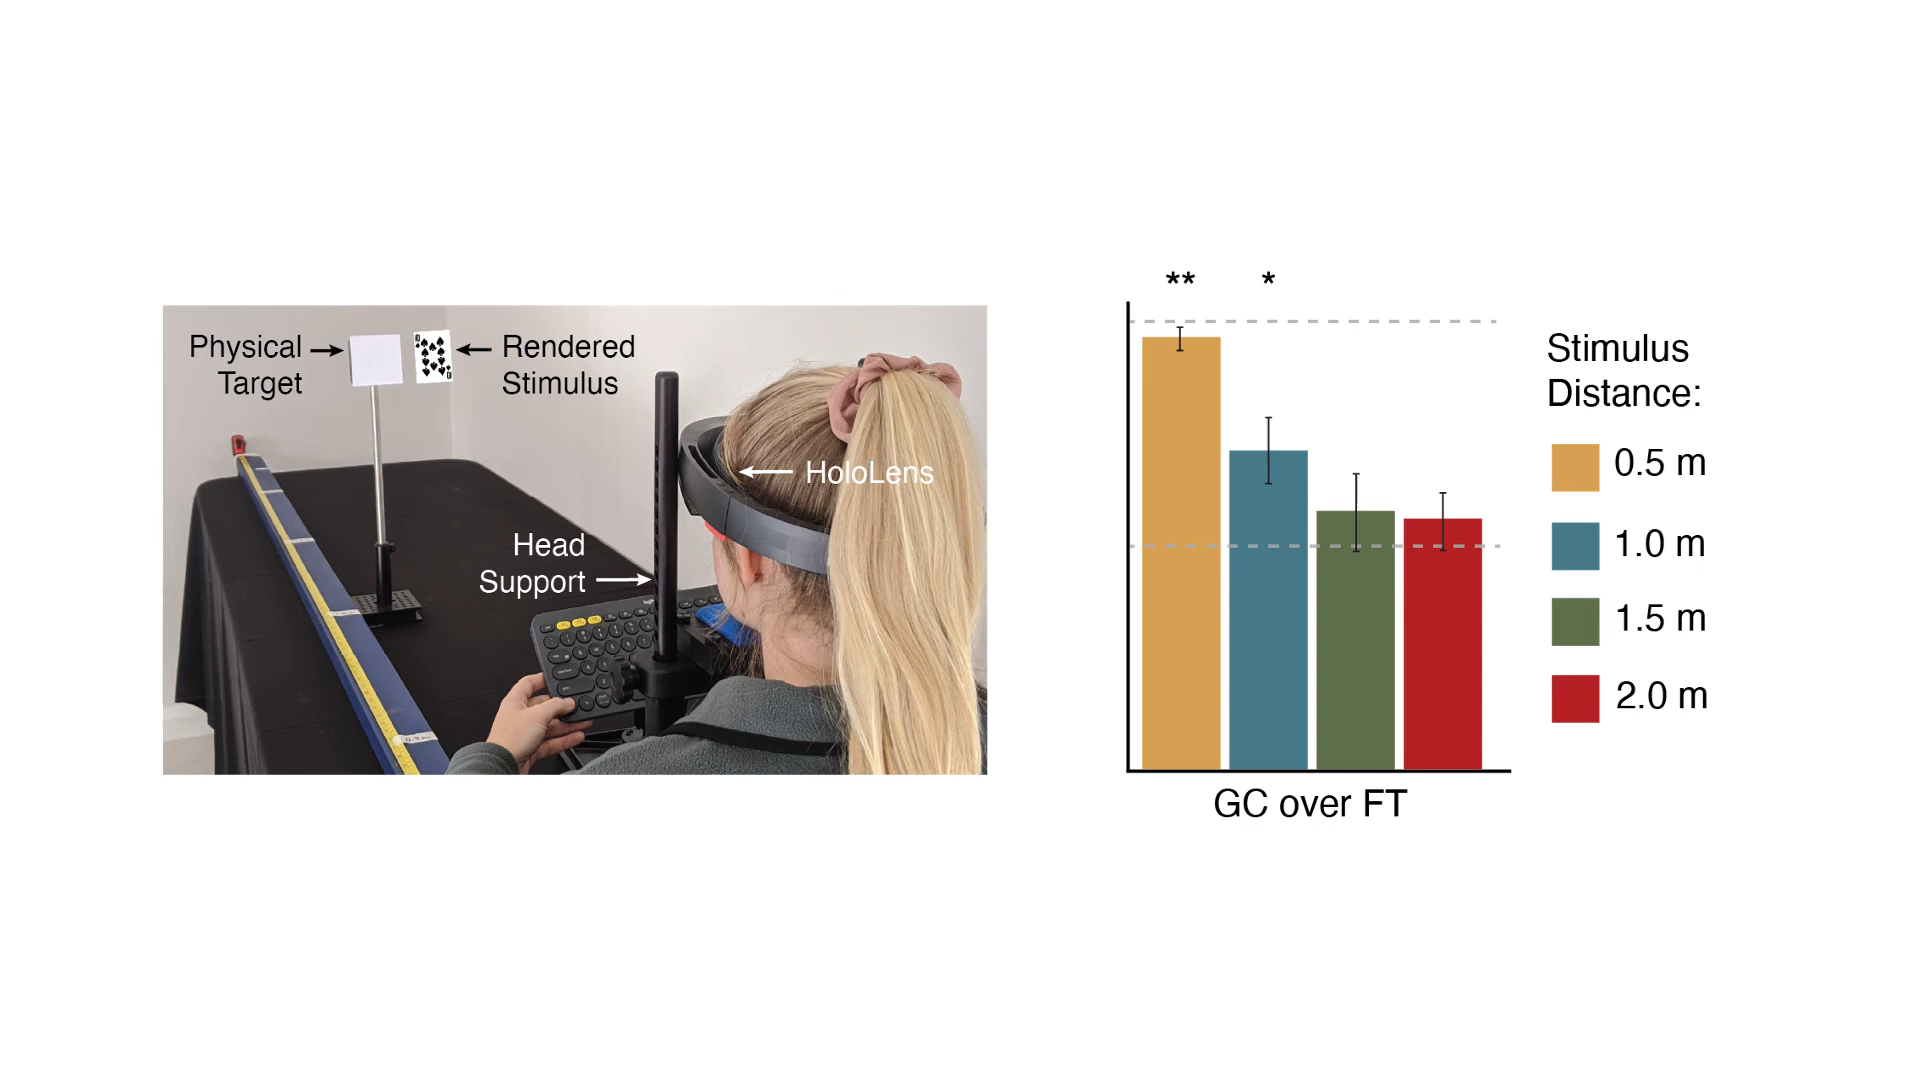 Physical
Target
Rendered
Stimulus
HoloLens
Head
Support
** *
GC over FT
Stimulus
Distance:
0.5 m
1.0 m
1.5 m
2.0 m